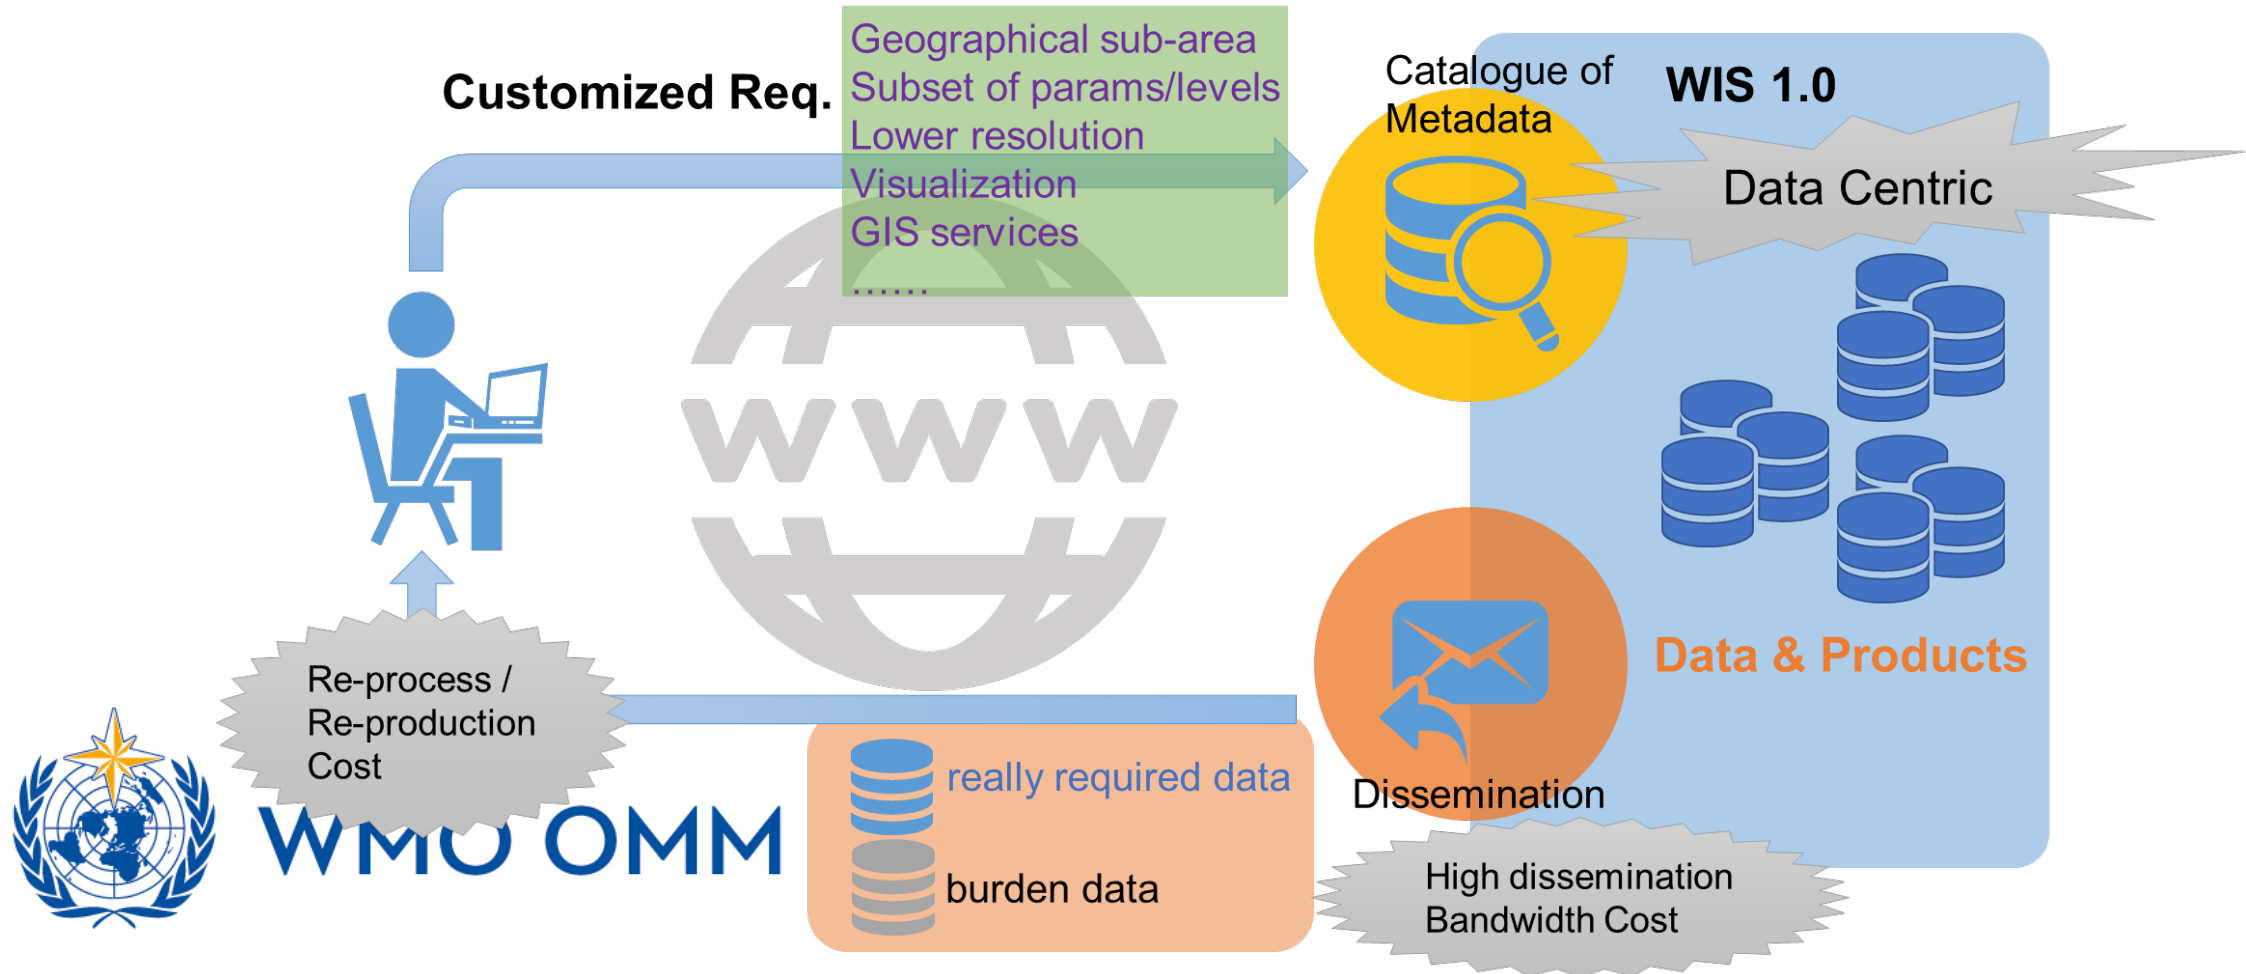 Geographical sub-area
Subset of params/levels
Lower resolution
Visualization
GIS services
......
Customized Req.
Catalogue of
Metadata
WIS 1.0
Data Centric
www
Data & Products
Re-process /
Re-production
Cost
really required data
burden data
Dissemination
High dissemination
Bandwidth Cost
WMO OMM